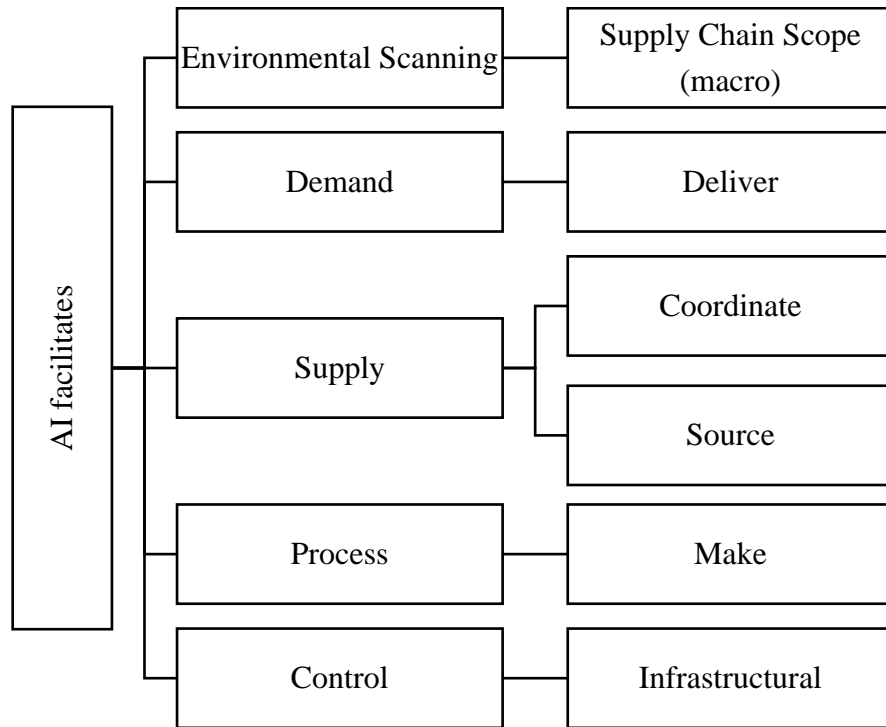 AI facilitates
Environmental Scanning
Supply Chain Scope
(macro)
Demand
Deliver
Supply
Coordinate
Source
Process
Make
Control
Infrastructural